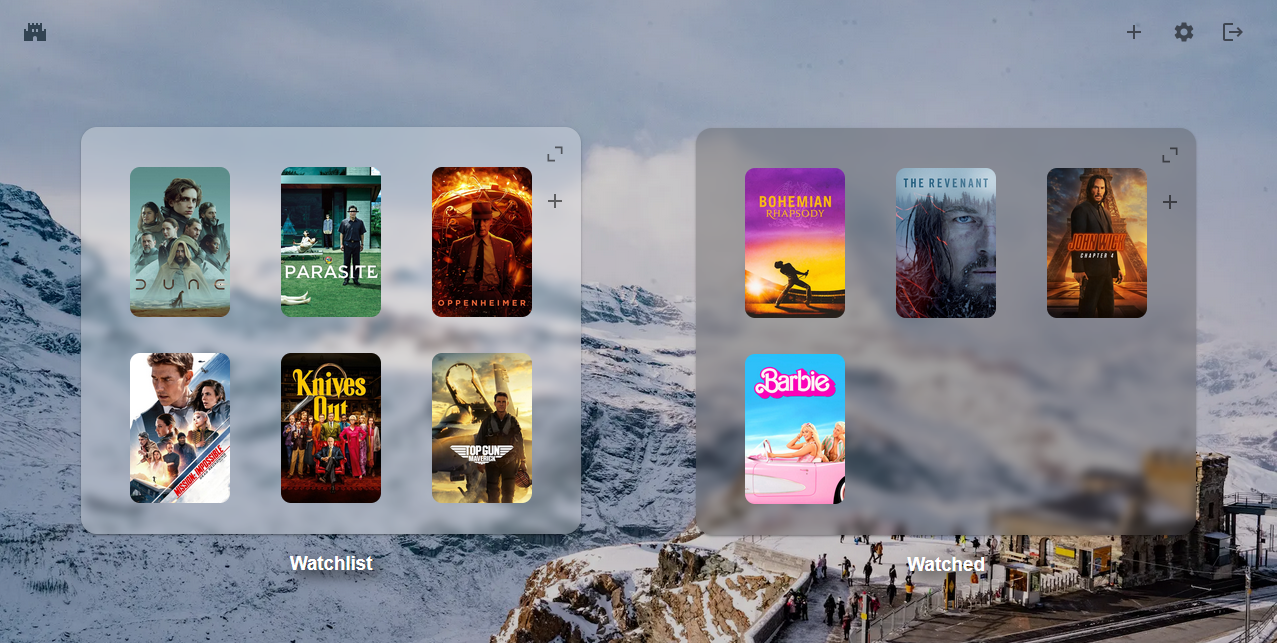 DUNE
PARASITE
OPPENHEIMER
MISSION: IMPOSSIBLE
Knives
Out
TOP GUN
MAVERICK
Watchlist
BOHEMIAN
RHAPSODY
THE REVENANT
JOHN WICK
CHAPTER 4
Barbie
Watched